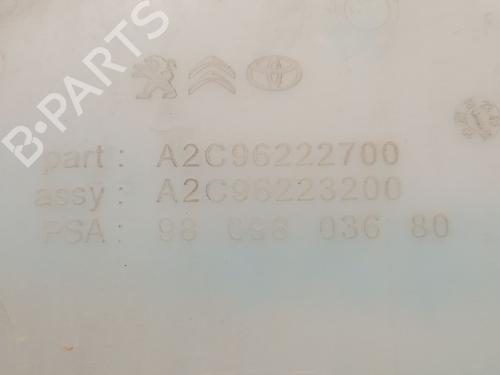 B-PARTS
part : A2C96222700
assy : A2C96223200
PSA : 98 098 036 80